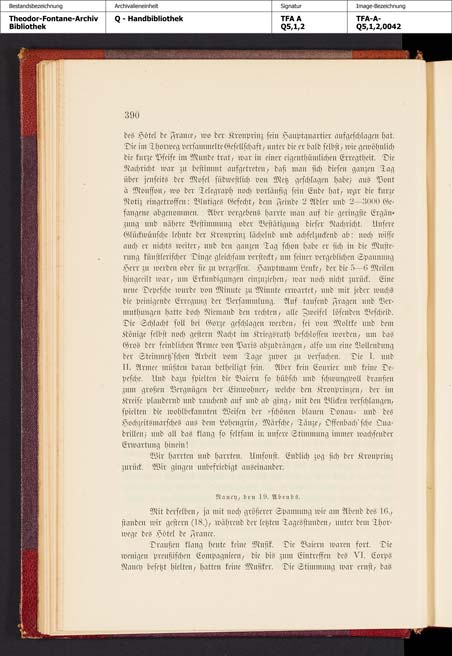 Bestandsbezeichnung
Archivalieneinheit
Signatur
Image-Bezeichnung
Theodor-Fontane-Archiv
Bibliothek
Q - Handbibliothek
TFA A
Q5,1,2
TFA-A-
Q5,1,2,0042
390
des Hôtel de France, wo der Kronprinz sein Hauptquartier aufgeschlagen hat.
Die im Thorweg versammelte Gesellschaft, unter die er bald selbst, wie gewöhnlich
die kurze Pfeife im Munde trat, war in einer eigenthümlichen Erregtheit. Die
Nachricht war zu bestimmt aufgetreten, daß man sich diesen ganzen Tag
über jenseits der Mosel südwestlich von Metz geschlagen habe; aus Pont
à Mousson, wo der Telegraph noch vorläufig sein Ende hat, war die kurze
Notiz eingetroffen: Blutiges Gefecht, dem Feinde 2 Adler und 2—3000 Ge-
fangene abgenommen. Aber vergebens harrte man auf die geringste Ergän-
zung und nähere Bestimmung oder Bestätigung dieser Nachricht. Unsere
Glückwünsche lehnte der Kronprinz lächelnd und achselzuckend ab: noch wisse
auch er nichts weiter, und den ganzen Tag schon habe er sich in die Muste-
rung künstlerischer Dinge gleichsam versteckt, um seiner vergeblichen Spannung
Herr zu werden oder sie zu vergessen. Hauptmann Lenke, der die 5—6 Meilen
hingeeilt war, um Erkundigungen einzuziehen, war noch nicht zurück. Eine
neue Depesche wurde von Minute zu Minute erwartet, und mit jeder wuchs
die peinigende Erregung der Versammlung. Auf tausend Fragen und Ver-
muthungen hatte doch Niemand den rechten, alle Zweifel lösenden Bescheid.
Die Schlacht soll bei Gorze geschlagen werden, sei von Moltke und dem
Könige selbst noch gestern Nacht im Kriegsrath beschlossen worden, um das
Gros der feindlichen Armee von Paris abzudrängen, also um eine Vollendung
der Steinmetz'schen Arbeit vom Tage zuvor zu versuchen. Die I. und
II. Armee müßten daran betheiligt sein. Aber kein Courier und keine De-
pesche. Und dazu spielten die Baiern so hübsch und schwungvoll draußen
zum großen Vergnügen der Einwohner, welche den Kronprinzen, der im
Kreise plaudernd und rauchend auf und ab ging, mit den Blicken verschlangen,
spielten die wohlbekannten Weisen der »schönen blauen Donau« und des
Hochzeitsmarsches aus dem Lohengrin, Märsche, Tänze, Offenbach'sche Qua-
drillen; und all das klang so seltsam in unsere Stimmung immer wachsender
Erwartung hinein!
Wir harrten und harrten. Umsonst. Endlich zog sich der Kronprinz
zurück. Wir gingen unbefriedigt auseinander.
Nancy, den 19. Abends.
Mit derselben, ja mit noch größerer Spannung wie am Abend des 16.,
standen wir gestern (18.), während der letzten Tagesstunden, unter dem Thor-
wege des Hôtel de France.
Draußen klang heute keine Musik. Die Baiern waren fort. Die
wenigen preußischen Compagnieen, die bis zum Eintreffen des VI. Corps
Nancy besetzt hielten, hatten keine Musiker. Die Stimmung war ernst, das